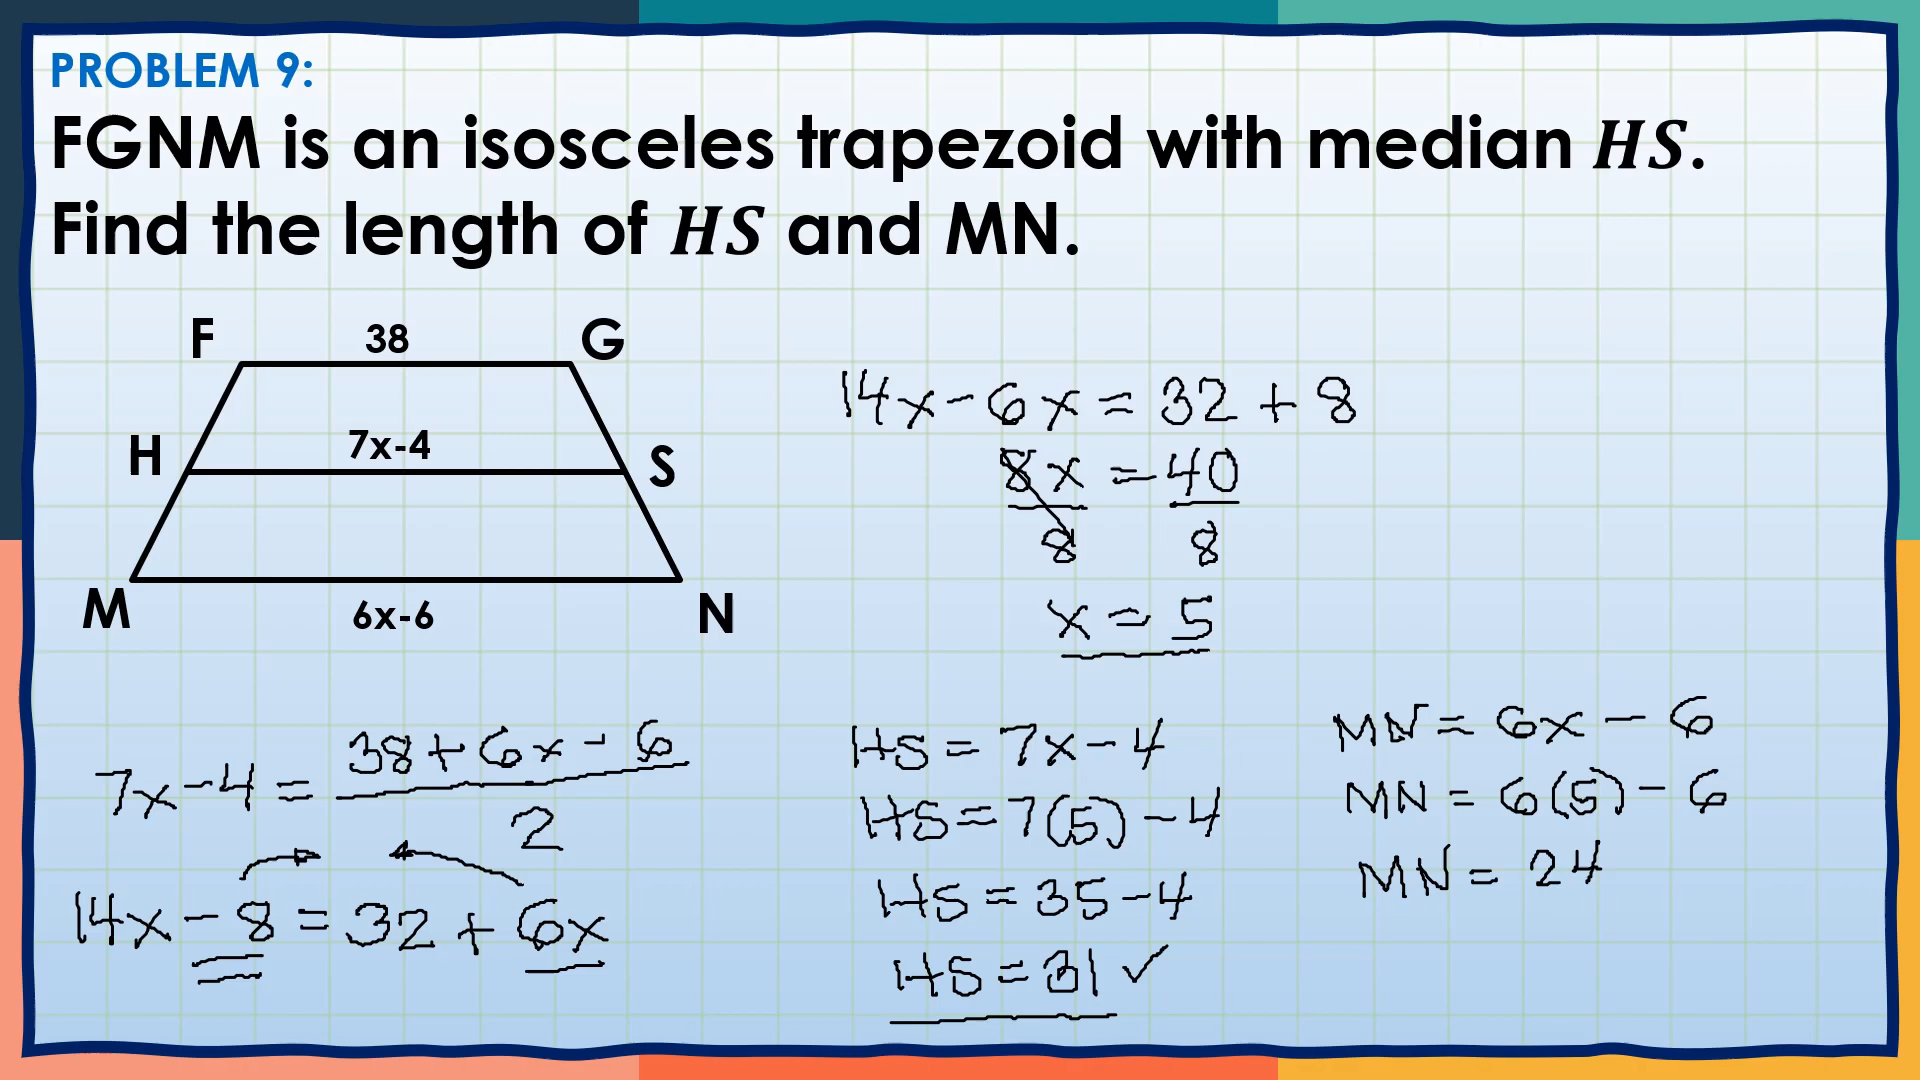 PROBLEM 9:
FGNM is an isosceles trapezoid with median HS.
Find the length of HS and MN.
F 38 G
H 7x-4 S
M 6x-6 N
14x - 6x = 32 + 8
8x = 40
8 8
x = 5
7x - 4 = 38 + 6x - 6
2
14x - 8 = 32 + 6x
HS = 7x - 4
HS = 7(5) - 4
HS = 35 - 4
HS = 31 ✓
MN = 6x - 6
MN = 6(5) - 6
MN = 24